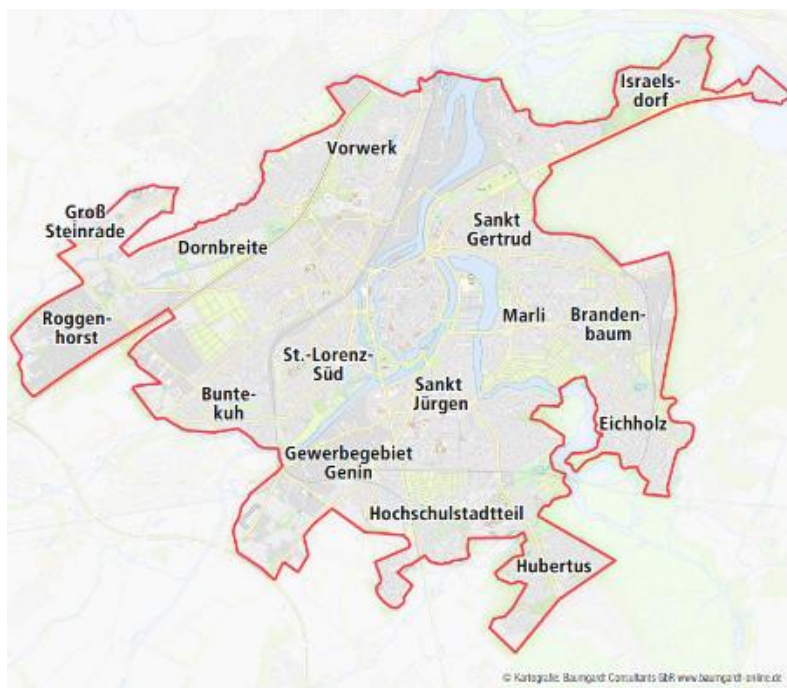 Israels-
dorf
Vorwerk
Groß
Steinrade
Sankt
Gertrud
Dornbreite
Roggen-
horst
Marli
Branden-
baum
St.-Lorenz-
Süd
Bunte-
kuh
Sankt
Jürgen
Eichholz
Gewerbegebiet
Genin
Hochschulstadtteil
Hubertus
© Kartografie: Baumgardt Consultants GbR www.baumgardt-online.de